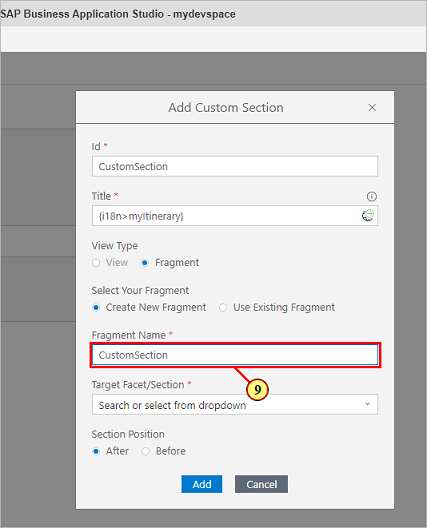 SAP Business Application Studio - mydevspace
Add Custom Section
Id *
CustomSection
Title *
{i18n>myItinerary}
View Type
View Fragment
Select Your Fragment
Create New Fragment Use Existing Fragment
Fragment Name *
CustomSection
9
Target Facet/Section *
Search or select from dropdown
Section Position
After Before
Add Cancel